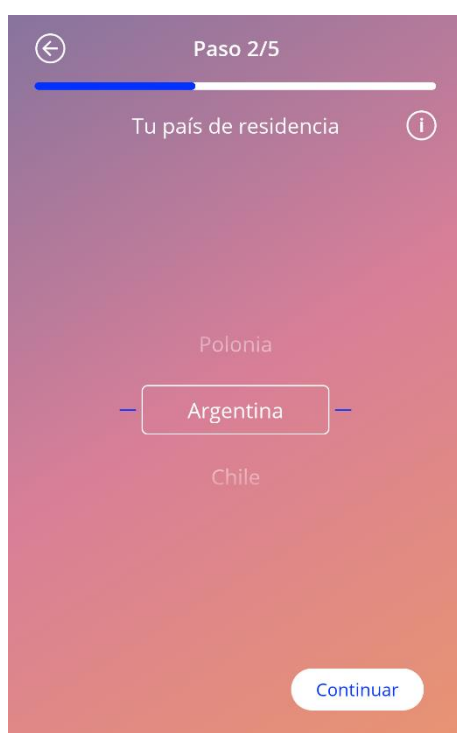 Paso 2/5
Tu país de residencia
i
Polonia
Argentina
Chile
Continuar